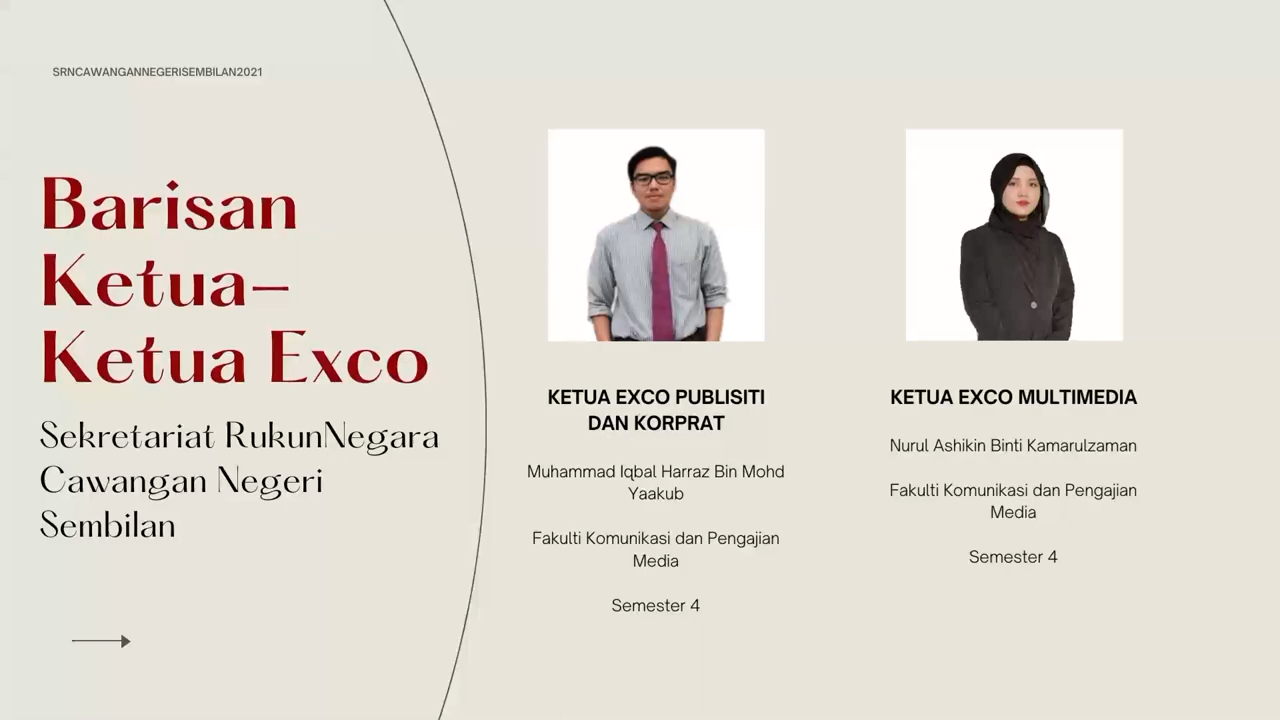 SRNCAWANGANNEGERISEMBILAN2021
Barisan
Ketua-
Ketua Exco
Sekretariat RukunNegara
Cawangan Negeri
Sembilan
KETUA EXCO PUBLISITI
DAN KORPRAT
Muhammad Iqbal Harraz Bin Mohd
Yaakub
Fakulti Komunikasi dan Pengajian
Media
Semester 4
KETUA EXCO MULTIMEDIA
Nurul Ashikin Binti Kamarulzaman
Fakulti Komunikasi dan Pengajian
Media
Semester 4